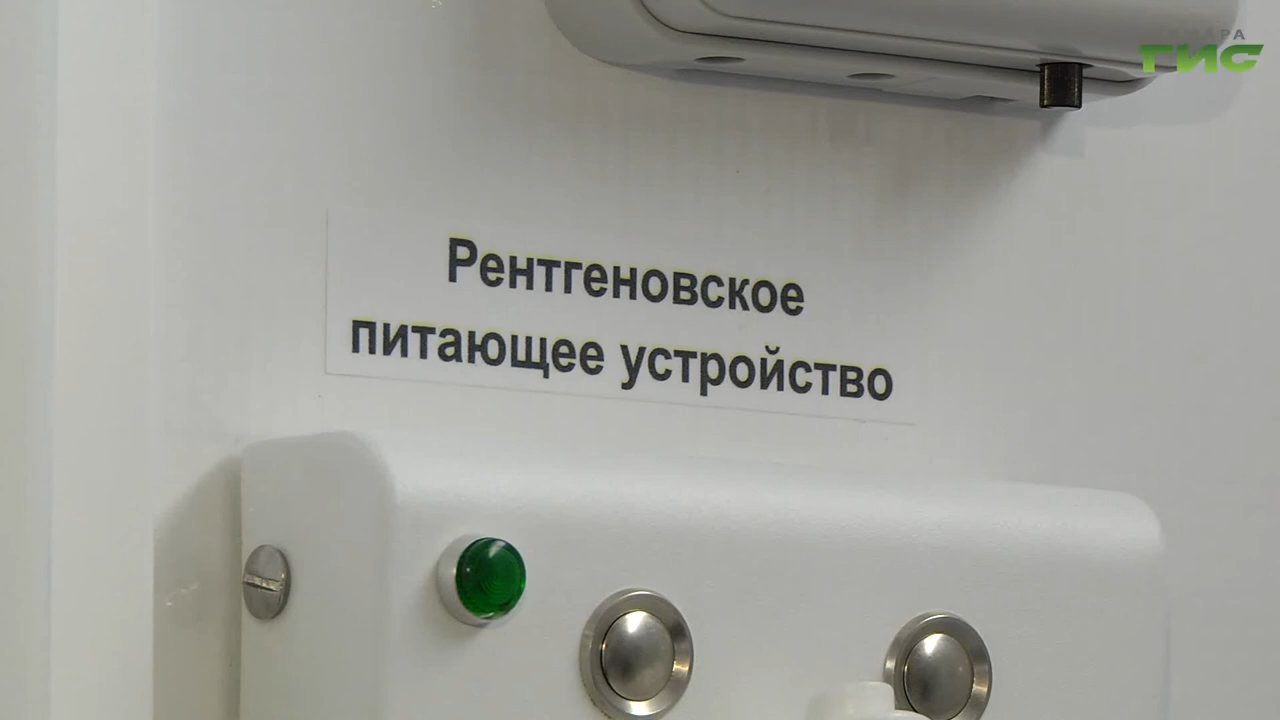 Рентгеновское
питающее устройство
ТИС